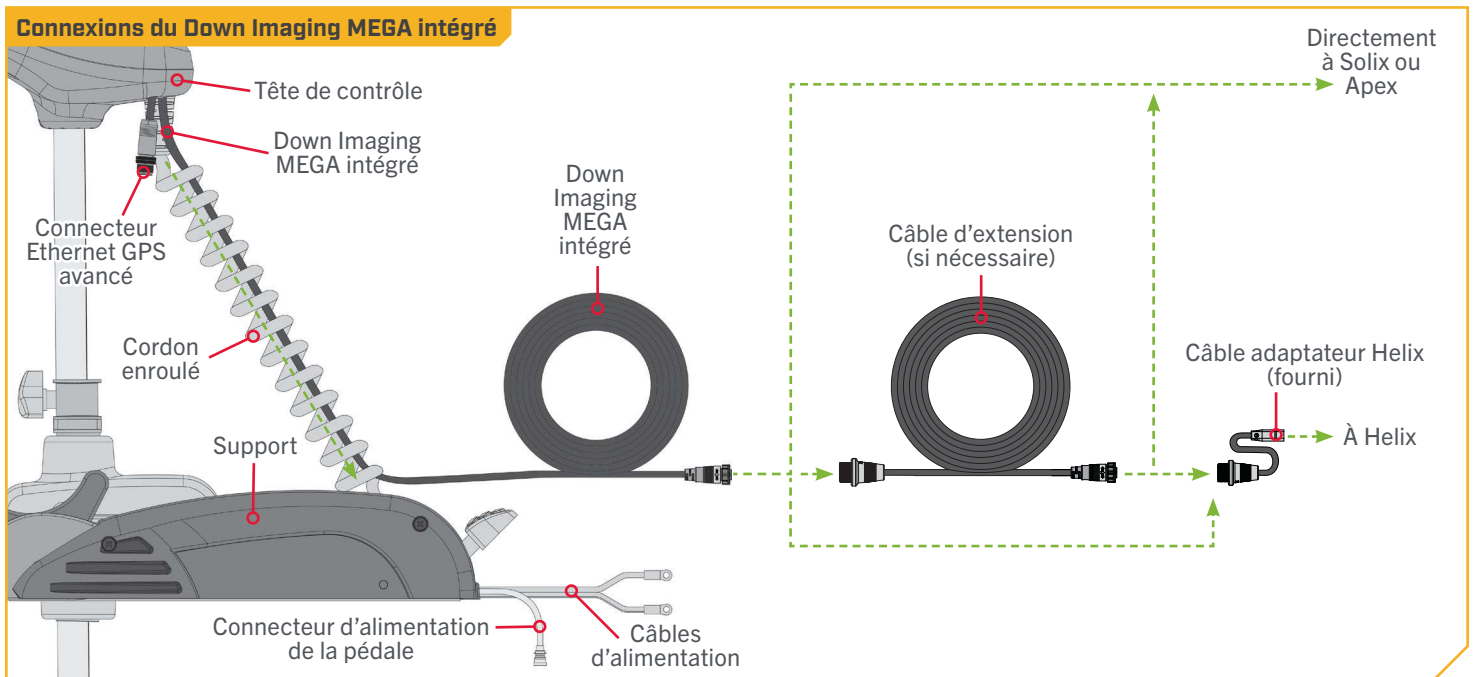 Connexions du Down Imaging MEGA intégré
Directement
à Solix ou
Apex
Tête de contrôle
Down Imaging
MEGA intégré
Connecteur
Ethernet GPS
avancé
Down
Imaging
MEGA
intégré
Câble d'extension
(si nécessaire)
Cordon
enroulé
Câble adaptateur Helix
(fourni)
À Helix
Support
Connecteur d'alimentation
de la pédale
Câbles
d'alimentation